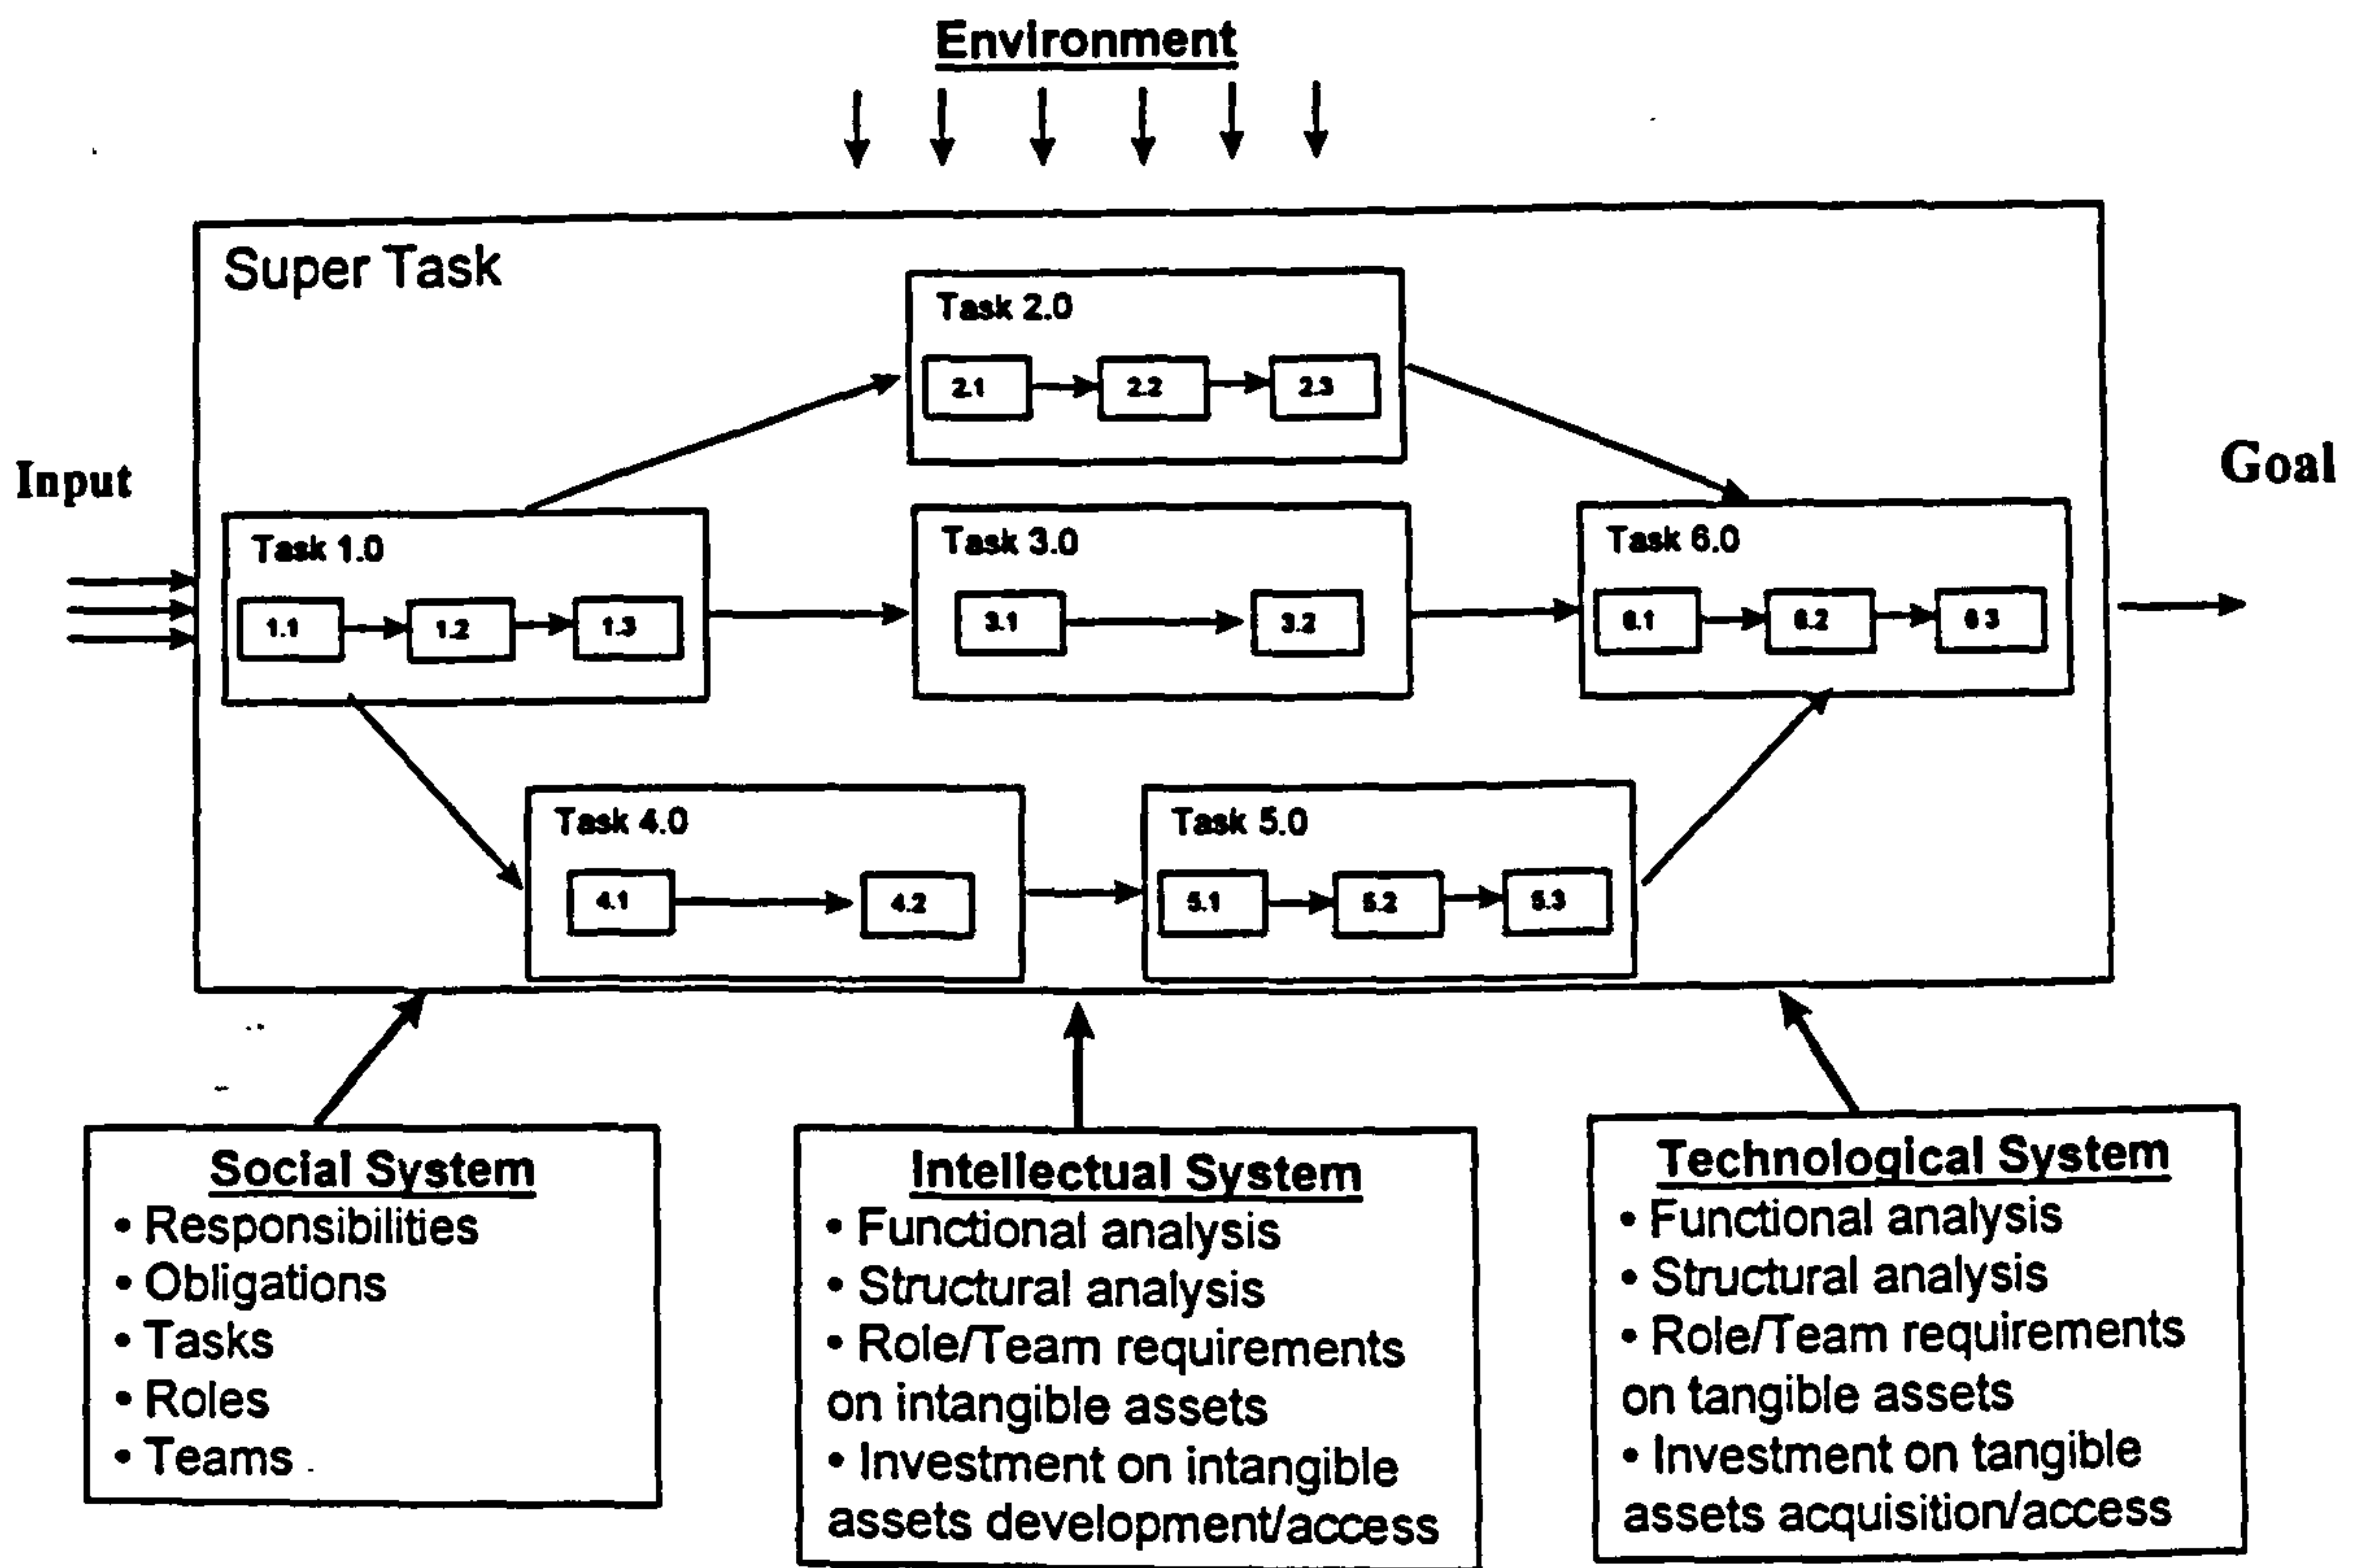 Environment
Super Task
Task 2.0
2.1
2.2
2.3
Input
Goal
Task 1.0
1.1
1.2
1.3
Task 3.0
3.1
3.2
Task 6.0
6.1
6.2
6.3
Task 4.0
4.1
4.2
Task 5.0
5.1
5.2
5.3
Social System
• Responsibilities
• Obligations
• Tasks
• Roles
• Teams
Intellectual System
• Functional analysis
• Structural analysis
• Role/Team requirements
on intangible assets
• Investment on intangible
assets development/access
Technological System
• Functional analysis
• Structural analysis
• Role/Team requirements
on tangible assets
• Investment on tangible
assets acquisition/access